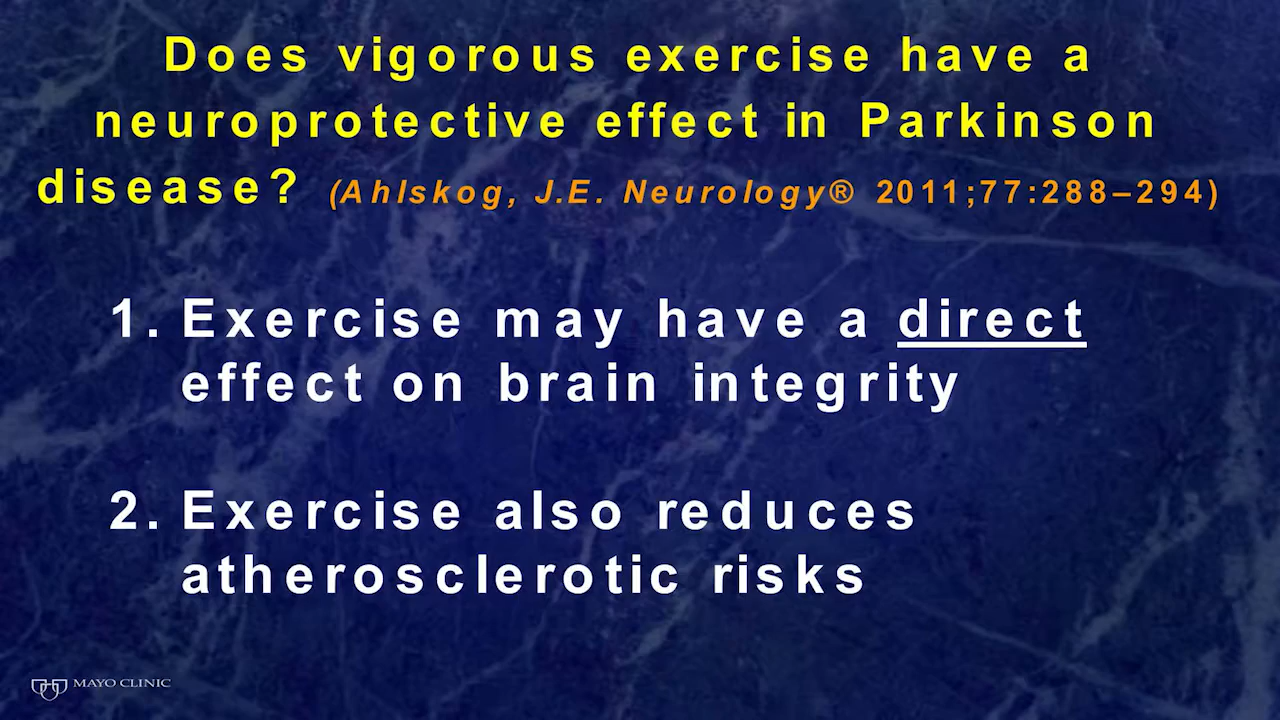 Does vigorous exercise have a
neuroprotective effect in Parkinson
disease? (Ahlskog, J.E. Neurology® 2011;77:288–294)
1. Exercise may have a direct
effect on brain integrity
2. Exercise also reduces
atherosclerotic risks
MAYO CLINIC